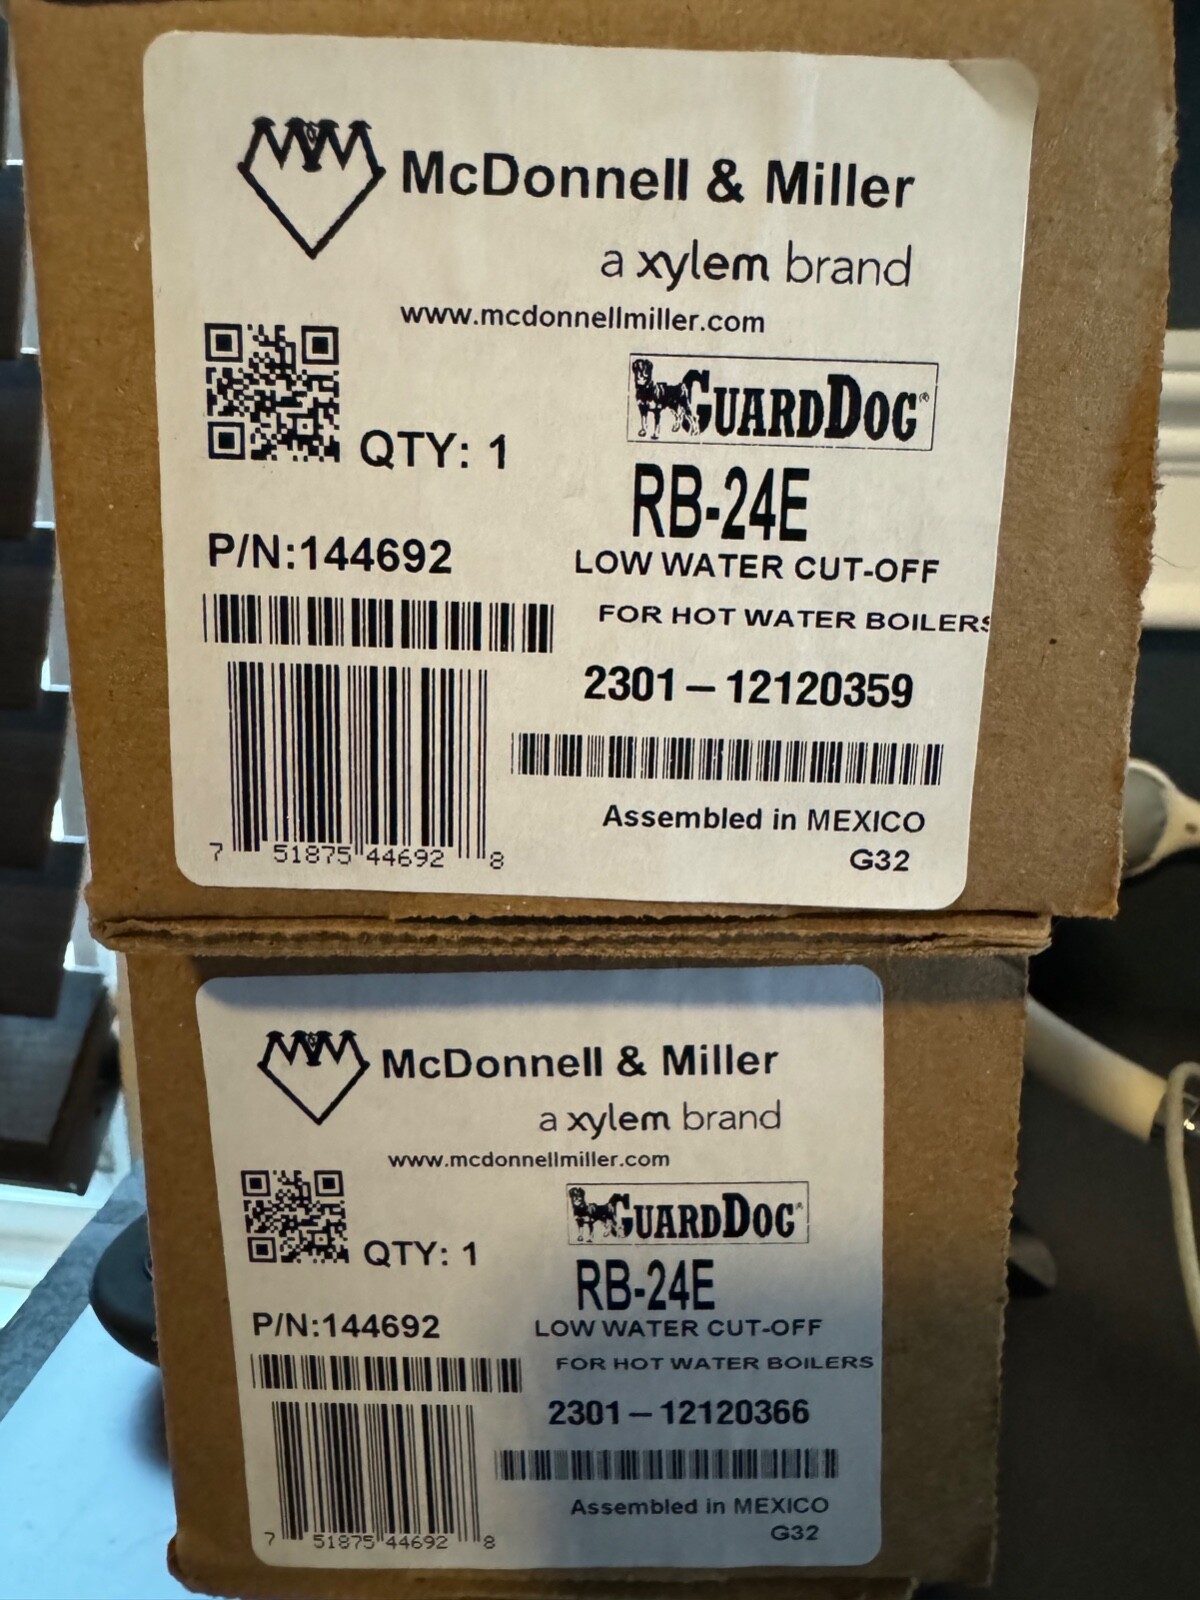 McDonnell & Miller
a xylem brand
www.mcdonnellmiller.com
GUARDDOG®
QTY: 1
RB-24E
P/N:144692
LOW WATER CUT-OFF
FOR HOT WATER BOILERS
2301 – 12120359
Assembled in MEXICO
7 51875 44692 8
G32
McDonnell & Miller
a xylem brand
www.mcdonnellmiller.com
GUARDDOG®
QTY: 1
RB-24E
P/N:144692
LOW WATER CUT-OFF
FOR HOT WATER BOILERS
2301 – 12120366
Assembled in MEXICO
7 51875 44692 8
G32